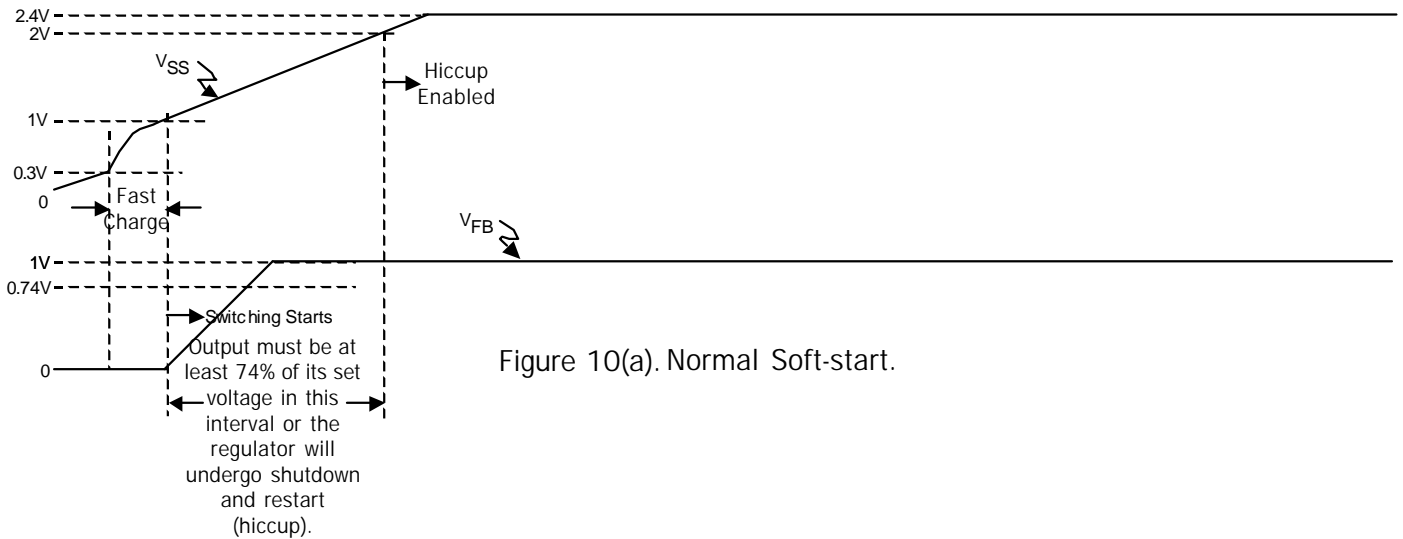 2.4V
2V
VSS
Hiccup
Enabled
1V
0.3V
0
Fast
Charge
VFB
1V
0.74V
Switching Starts
Output must be at
least 74% of its set
voltage in this
interval or the
regulator will
undergo shutdown
and restart
(hiccup).
0
Figure 10(a). Normal Soft-start.